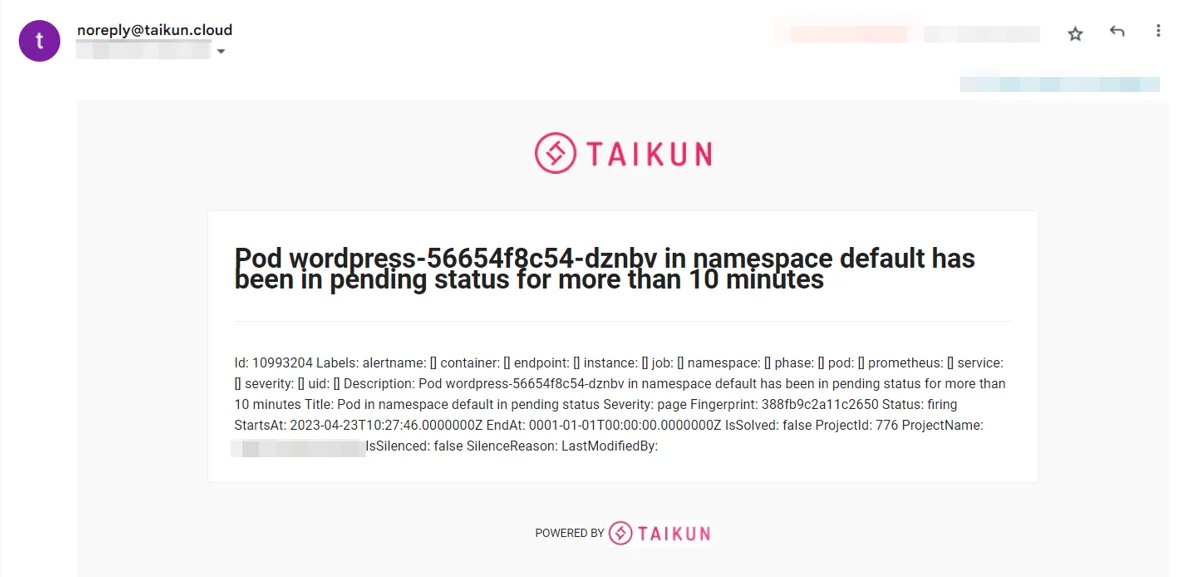 t
noreply@taikun.cloud
TAIKUN
Pod wordpress-56654f8c54-dznbv in namespace default has
been in pending status for more than 10 minutes
Id: 10993204 Labels: alertname: [] container: [] endpoint: [] instance: [] job: [] namespace: [] phase: [] pod: [] prometheus: [] service:
[] severity: [] uid: [] Description: Pod wordpress-56654f8c54-dznbv in namespace default has been in pending status for more than
10 minutes Title: Pod in namespace default in pending status Severity: page Fingerprint: 388fb9c2a11c2650 Status: firing
StartsAt: 2023-04-23T10:27:46.0000000Z EndAt: 0001-01-01T00:00:00.0000000Z IsSolved: false ProjectId: 776 ProjectName:
IsSilenced: false SilenceReason: LastModifiedBy:
POWERED BY TAIKUN